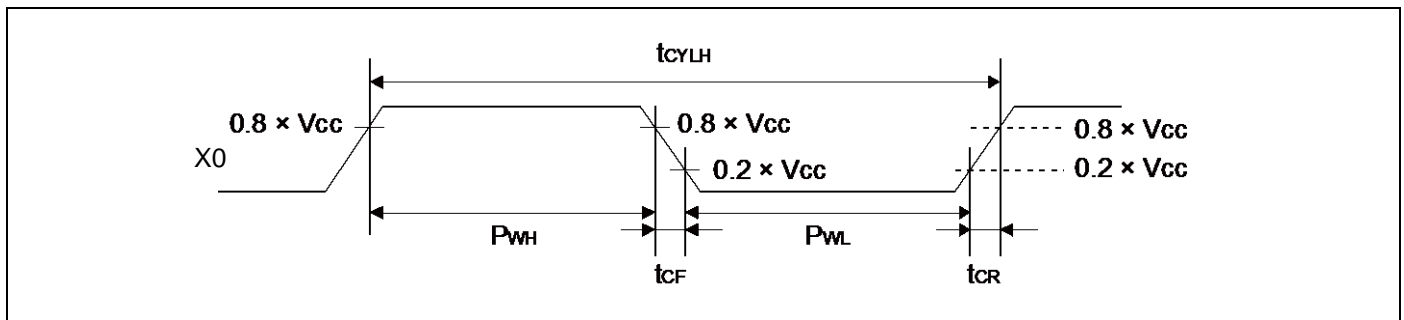 tCYLH
0.8 × VCC
0.8 × VCC
0.8 × VCC
X0
0.2 × VCC
0.2 × VCC
PWH
PWL
tCF
tCR